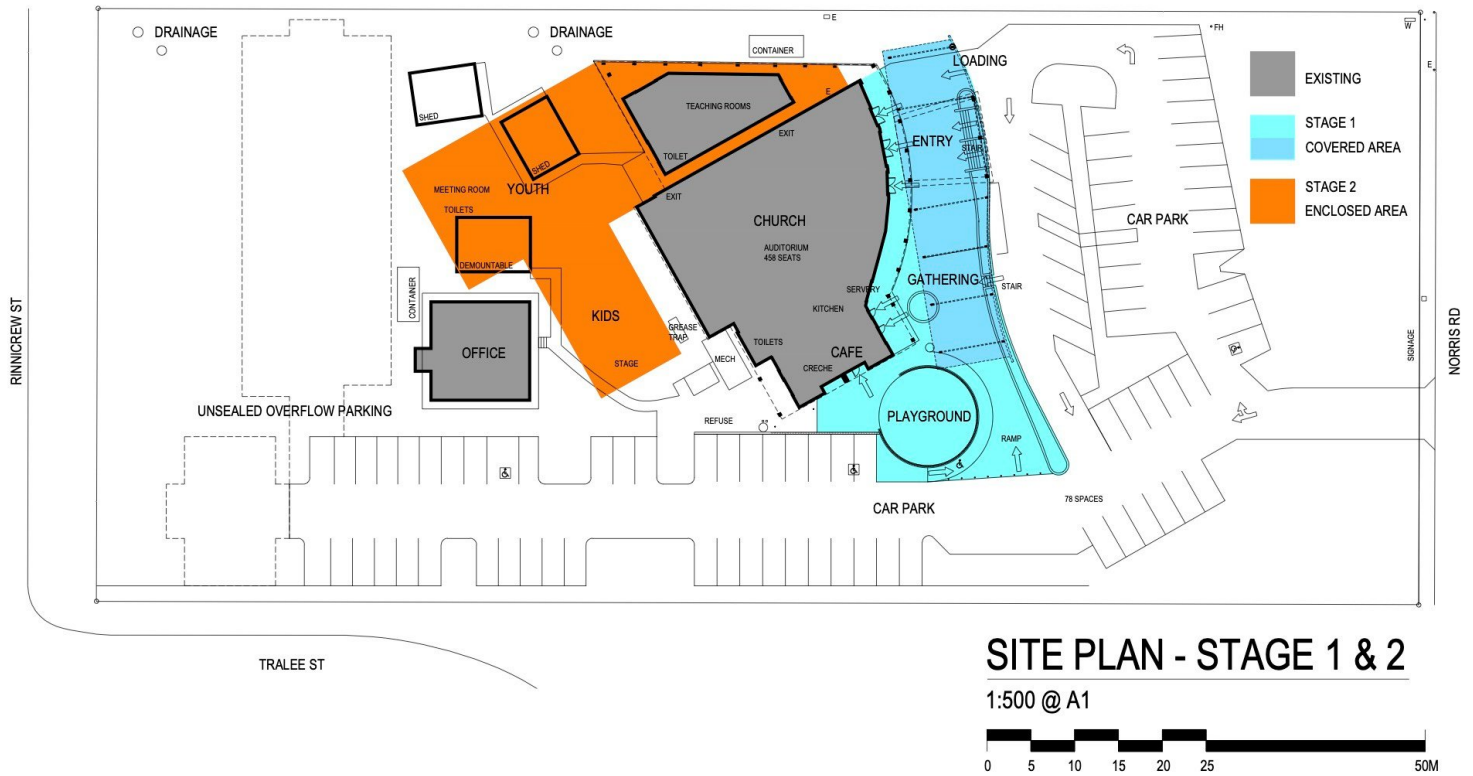 DRAINAGE
DRAINAGE
E
CONTAINER
LOADING
FH
W
E
EXISTING
STAGE 1
COVERED AREA
STAGE 2
ENCLOSED AREA
SHED
SHED
TEACHING ROOMS
E
EXIT
TOILET
ENTRY
STAIR
MEETING ROOM
YOUTH
EXIT
TOILETS
CHURCH
AUDITORIUM
458 SEATS
CAR PARK
DEMOUNTABLE
CONTAINER
GATHERING
STAIR
SERVERY
KITCHEN
KIDS
GREASE
TRAP
TOILETS
OFFICE
STAGE
MECH
CAFE
CRECHE
SIGNAGE
RINNICREW ST
NORRIS RD
UNSEALED OVERFLOW PARKING
REFUSE
PLAYGROUND
RAMP
78 SPACES
CAR PARK
TRALEE ST
SITE PLAN - STAGE 1 & 2
1:500 @ A1
0 5 10 15 20 25 50M